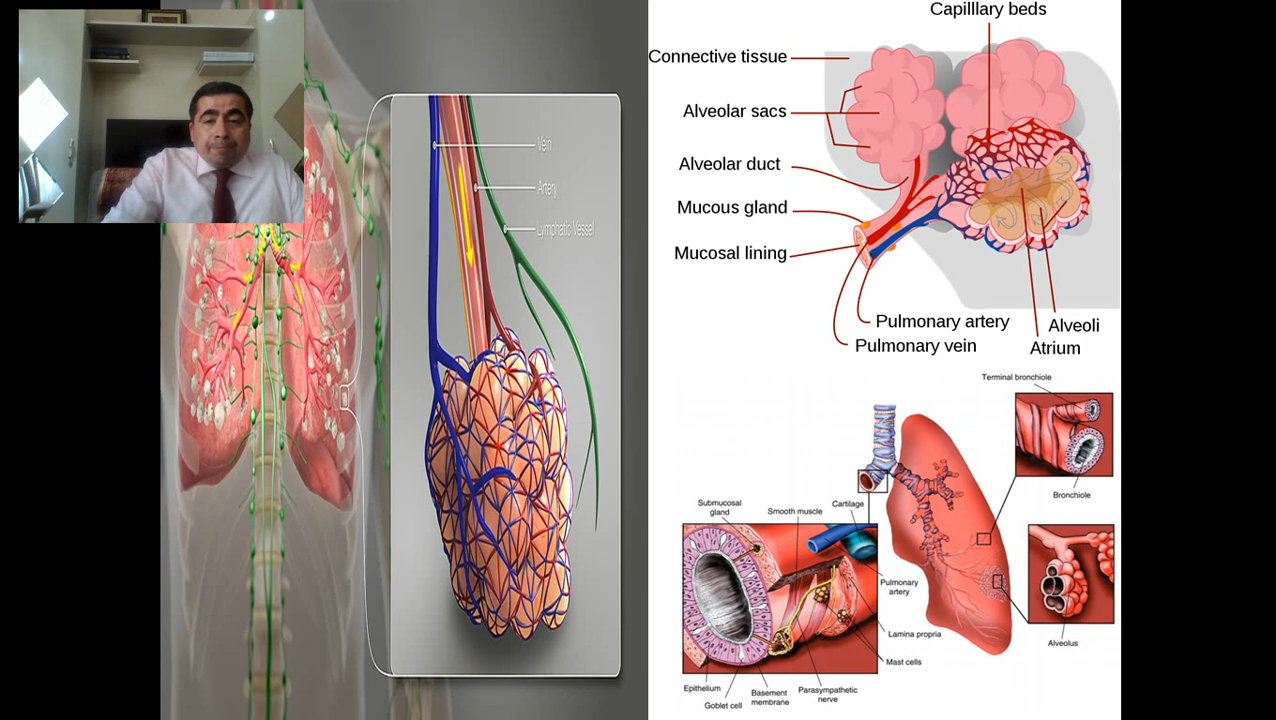 Vein
Artery
Lymphatic Vessel
Capilllary beds
Connective tissue
Alveolar sacs
Alveolar duct
Mucous gland
Mucosal lining
Pulmonary artery
Pulmonary vein
Alveoli
Atrium
Terminal bronchiole
Bronchiole
Submucosal
gland
Smooth muscle
Cartilage
Pulmonary
artery
Lamina propria
Mast cells
Alveolus
Epithelium
Goblet cell
Basement
membrane
Parasympathetic
nerve